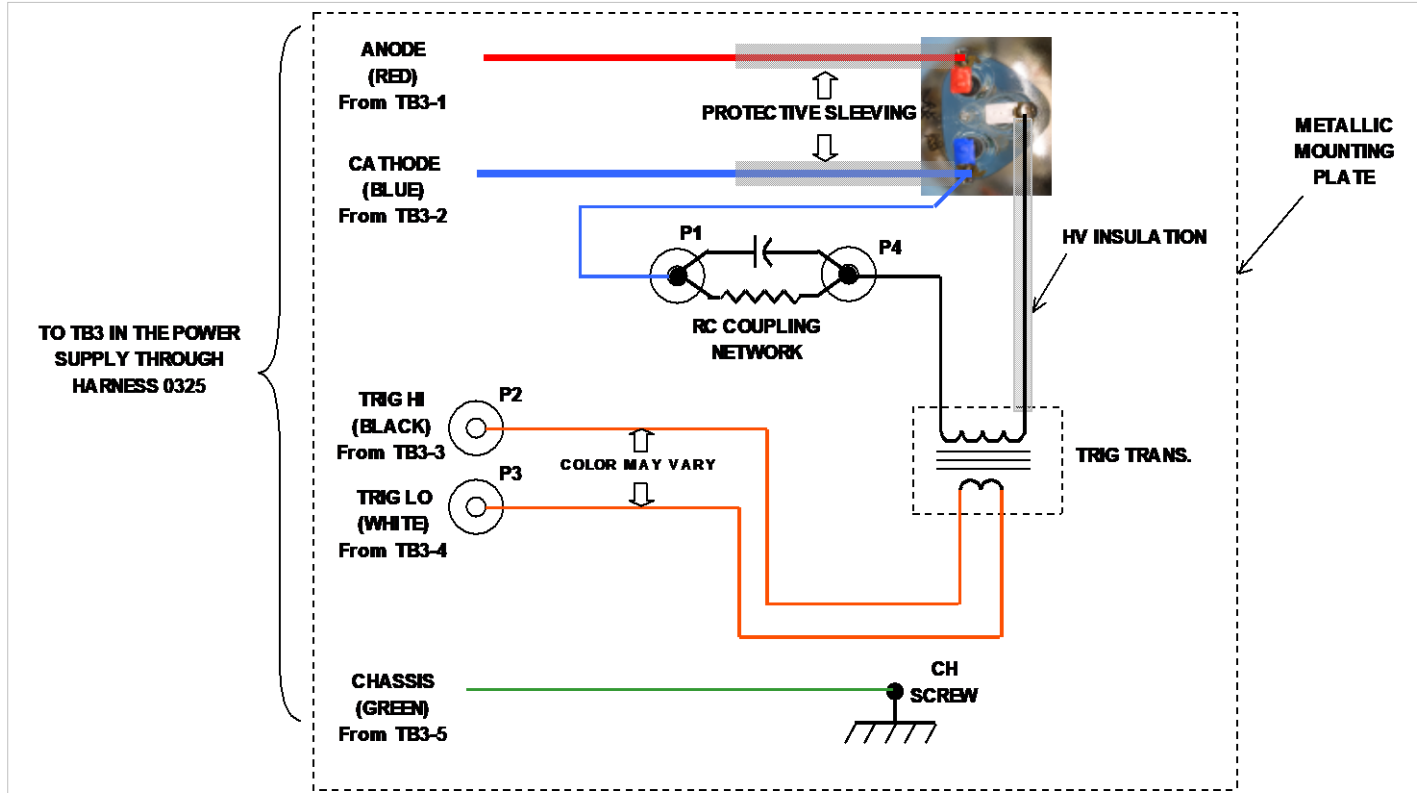 ANODE
(RED)
From TB3-1
PROTECTIVE SLEEVING
METALLIC
MOUNTING
PLATE
CATHODE
(BLUE)
From TB3-2
P1
P4
HV INSULATION
RC COUPLING
NETWORK
TO TB3 IN THE POWER
SUPPLY THROUGH
HARNESS 0325
TRIG HI
(BLACK)
From TB3-3
P2
COLOR MAY VARY
TRIG TRANS.
P3
TRIG LO
(WHITE)
From TB3-4
CHASSIS
(GREEN)
From TB3-5
CH
SCREW